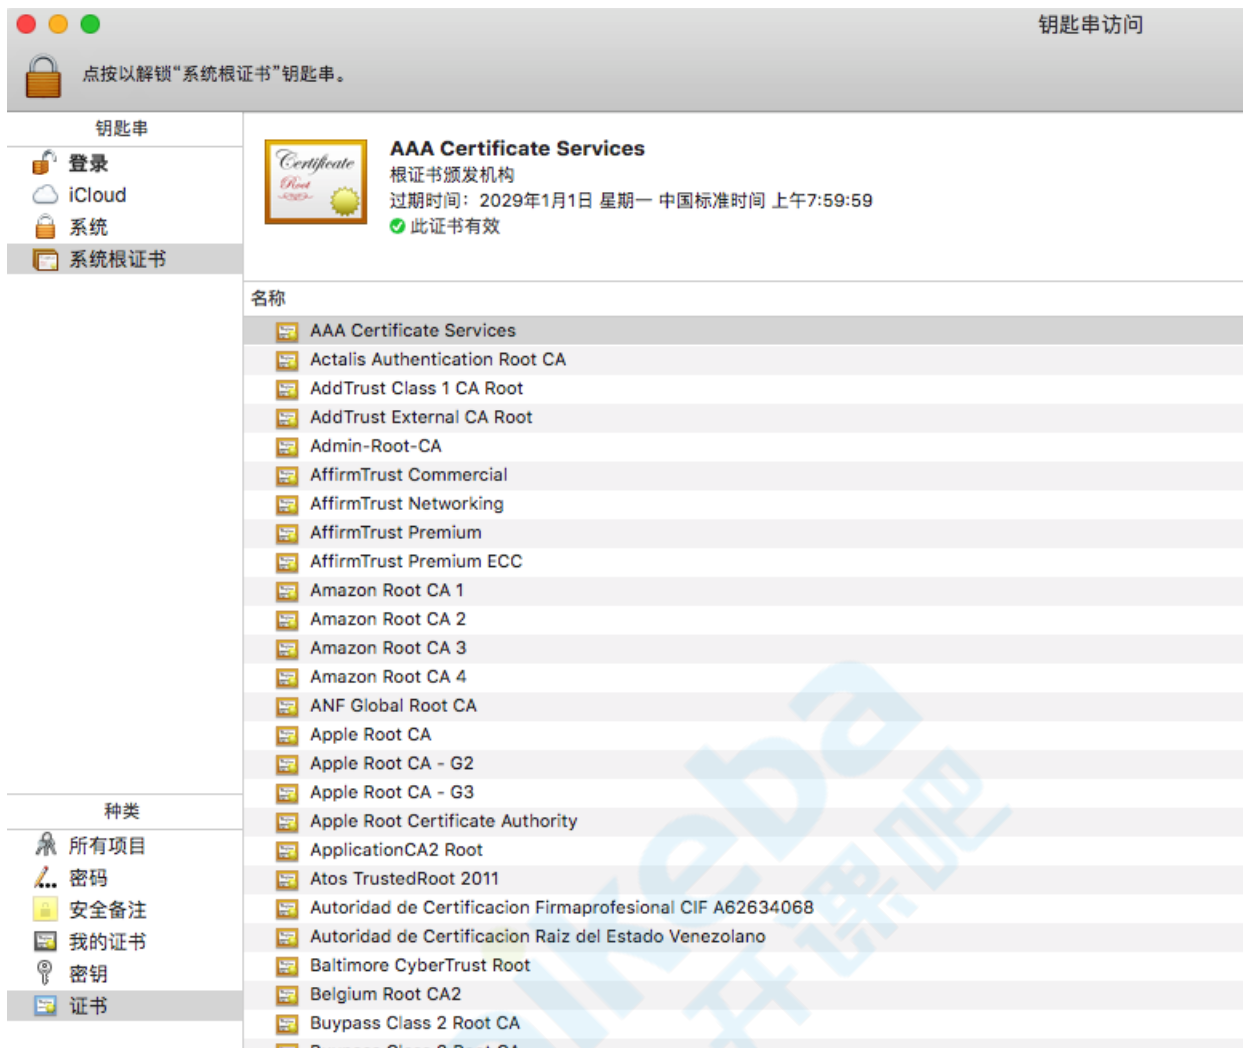 钥匙串访问
点按以解锁“系统根证书”钥匙串。
钥匙串
登录
iCloud
系统
系统根证书
Certificate
Root
AAA Certificate Services
根证书颁发机构
过期时间：2029年1月1日 星期一 中国标准时间 上午7:59:59
此证书有效
名称
AAA Certificate Services
Actalis Authentication Root CA
AddTrust Class 1 CA Root
AddTrust External CA Root
Admin-Root-CA
AffirmTrust Commercial
AffirmTrust Networking
AffirmTrust Premium
AffirmTrust Premium ECC
Amazon Root CA 1
Amazon Root CA 2
Amazon Root CA 3
Amazon Root CA 4
ANF Global Root CA
Apple Root CA
Apple Root CA - G2
Apple Root CA - G3
Apple Root Certificate Authority
ApplicationCA2 Root
Atos TrustedRoot 2011
Autoridad de Certificacion Firmaprofesional CIF A62634068
Autoridad de Certificacion Raiz del Estado Venezolano
Baltimore CyberTrust Root
Belgium Root CA2
Buypass Class 2 Root CA
种类
所有项目
密码
安全备注
我的证书
密钥
证书
开课吧